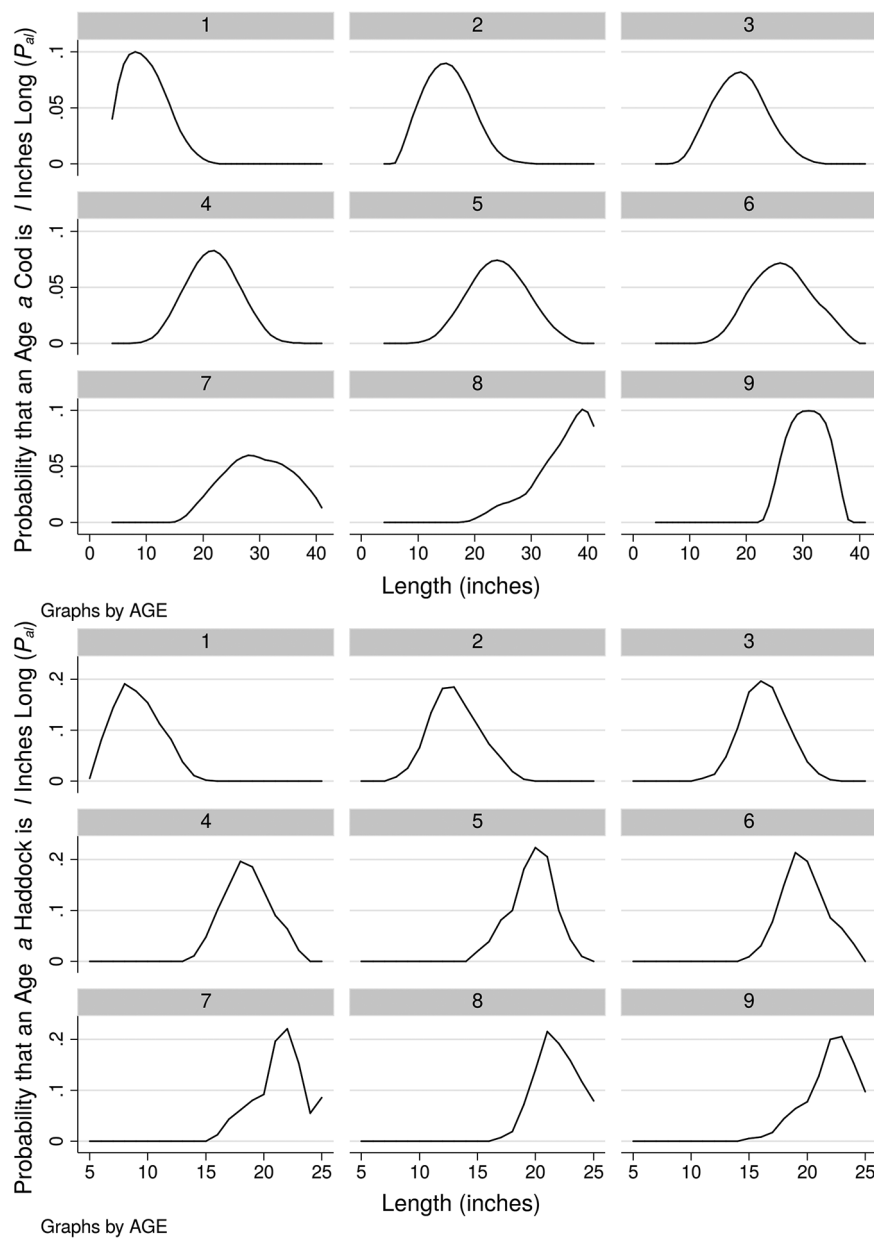 Probability that an Age a Cod is l Inches Long (Pal)
1 2 3
.1
.05
0
4 5 6
.1
.05
0
7 8 9
.1
.05
0
0 10 20 30 40 0 10 20 30 40 0 10 20 30 40
Length (inches)
Graphs by AGE
Probability that an Age a Haddock is l Inches Long (Pal)
1 2 3
.2
.1
0
4 5 6
.2
.1
0
7 8 9
.2
.1
0
5 10 15 20 25 5 10 15 20 25 5 10 15 20 25
Length (inches)
Graphs by AGE